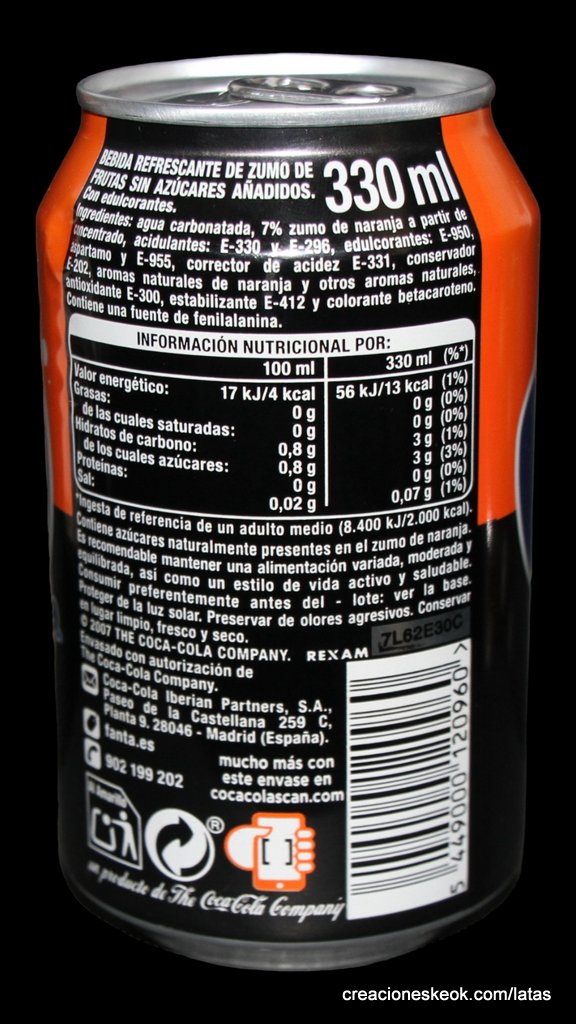 BEBIDA REFRESCANTE DE ZUMO DE
FRUTAS SIN AZÚCARES AÑADIDOS.
Con edulcorantes.
330 ml
Ingredientes: agua carbonatada, 7% zumo de naranja a partir de
concentrado, acidulantes: E-330 y E-296, edulcorantes: E-950,
aspartamo y E-955, corrector de acidez E-331, conservador
E-202, aromas naturales de naranja y otros aromas naturales,
antioxidante E-300, estabilizante E-412 y colorante betacaroteno.
Contiene una fuente de fenilalanina.
INFORMACIÓN NUTRICIONAL POR:
100 ml 330 ml (%*)
Valor energético: 17 kJ/4 kcal 56 kJ/13 kcal (1%)
Grasas: 0 g 0 g (0%)
de las cuales saturadas: 0 g 0 g (0%)
Hidratos de carbono: 0,8 g 3 g (1%)
de los cuales azúcares: 0,8 g 3 g (3%)
Proteínas: 0 g 0 g (0%)
Sal: 0,02 g 0,07 g (1%)
*Ingesta de referencia de un adulto medio (8.400 kJ/2.000 kcal).
Contiene azúcares naturalmente presentes en el zumo de naranja.
Es recomendable mantener una alimentación variada, moderada y
equilibrada, así como un estilo de vida activo y saludable.
Consumir preferentemente antes del - lote: ver la base.
Proteger de la luz solar. Preservar de olores agresivos. Conservar
en lugar limpio, fresco y seco.
7L62E30C
© 2007 THE COCA-COLA COMPANY. REXAM
Envasado con autorización de
The Coca-Cola Company.
Coca-Cola Iberian Partners, S.A.,
Paseo de la Castellana 259 C,
Planta 9. 28046 - Madrid (España).
fanta.es
902 199 202
mucho más con
este envase en
cocacolascan.com
Al Amarillo
®
un producto de The Coca-Cola Company
5 449000 120960 >
creacioneskeok.com/latas